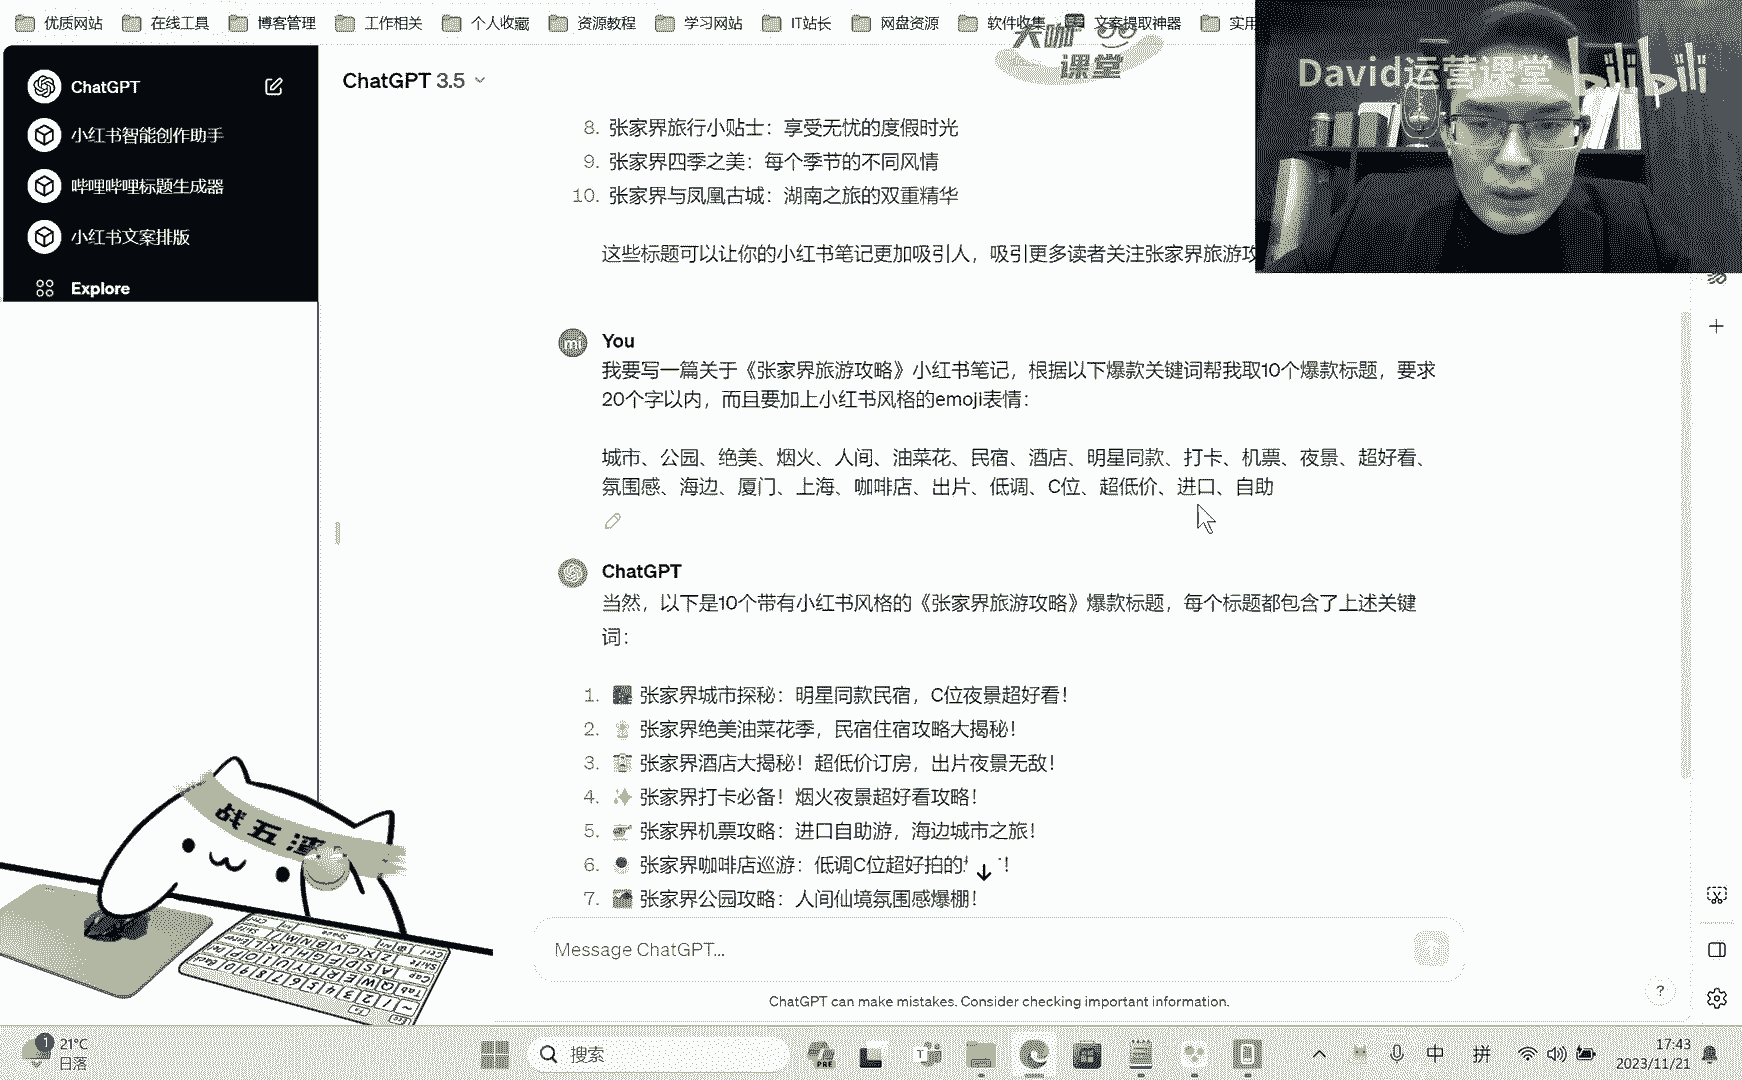 优质网站 在线工具 博客管理 工作相关 个人收藏 资源教程 学习网站 IT站长 网盘资源 软件收集 文案提取神器 实用
大咖课堂
David运营课堂 bilibili
ChatGPT
小红书智能创作助手
哔哩哔哩标题生成器
小红书文案排版
Explore
ChatGPT 3.5
8. 张家界旅行小贴士：享受无忧的度假时光
9. 张家界四季之美：每个季节的不同风情
10. 张家界与凤凰古城：湖南之旅的双重精华
这些标题可以让你的小红书笔记更加吸引人，吸引更多读者关注张家界旅游攻
You
我要写一篇关于《张家界旅游攻略》小红书笔记，根据以下爆款关键词帮我取10个爆款标题，要求
20个字以内，而且要加上小红书风格的emoji表情：
城市、公园、绝美、烟火、人间、油菜花、民宿、酒店、明星同款、打卡、机票、夜景、超好看、
氛围感、海边、厦门、上海、咖啡店、出片、低调、C位、超低价、进口、自助
ChatGPT
当然，以下是10个带有小红书风格的《张家界旅游攻略》爆款标题，每个标题都包含了上述关键
词：
1. 张家界城市探秘：明星同款民宿，C位夜景超好看！
2. 张家界绝美油菜花季，民宿住宿攻略大揭秘！
3. 张家界酒店大揭秘！超低价订房，出片夜景无敌！
4. 张家界打卡必备！烟火夜景超好看攻略！
5. 张家界机票攻略：进口自助游，海边城市之旅！
6. 张家界咖啡店巡游：低调C位超好拍的 ！
7. 张家界公园攻略：人间仙境氛围感爆棚！
Message ChatGPT...
ChatGPT can make mistakes. Consider checking important information.
?
1 21°C
日落
搜索
PRE
中 拼
17:43
2023/11/21